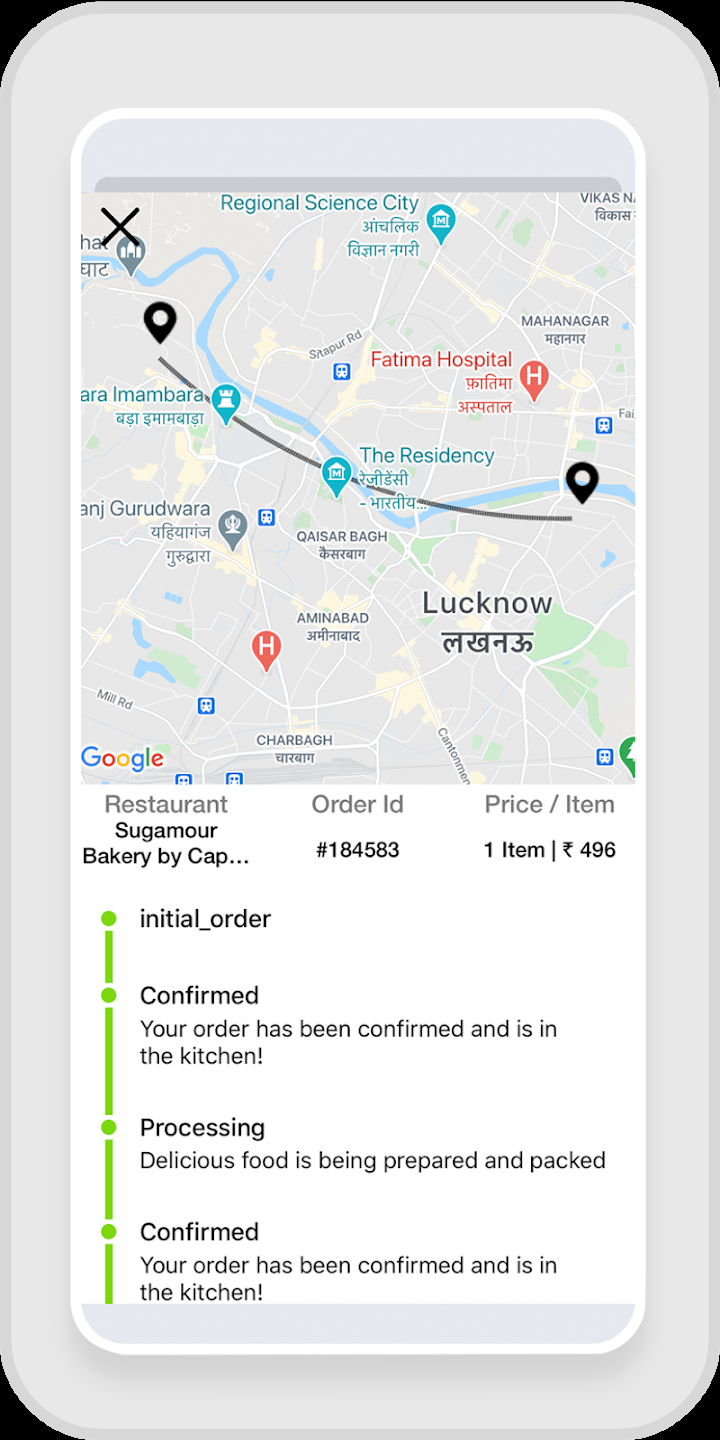 Regional Science City
आंचलिक
विज्ञान नगरी
विकास
घाट
MAHANAGAR
महानगर
Sitapur Rd
Fatima Hospital
फ़ातिमा
अस्पताल
ara Imambara
बड़ा इमामबाड़ा
The Residency
रेज़ीडेंसी
- भारतीय...
anj Gurudwara
यहियागंज
गुरुद्वारा
QAISAR BAGH
कैसरबाग
Lucknow
लखनऊ
AMINABAD
अमीनाबाद
H
H
Mill Rd
CHARBAGH
चारबाग
Cantonmen
Google
Restaurant
Order Id
Price / Item
Sugamour
Bakery by Cap...
#184583
1 Item | ₹ 496
initial_order
Confirmed
Your order has been confirmed and is in
the kitchen!
Processing
Delicious food is being prepared and packed
Confirmed
Your order has been confirmed and is in
the kitchen!